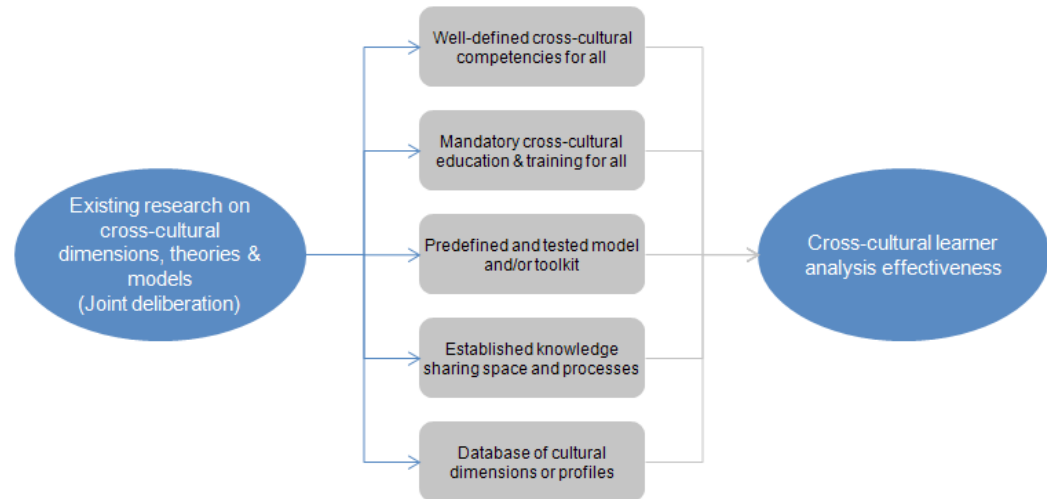 Existing research on
cross-cultural
dimensions, theories &
models
(Joint deliberation)
Well-defined cross-cultural
competencies for all
Mandatory cross-cultural
education & training for all
Predefined and tested model
and/or toolkit
Established knowledge
sharing space and processes
Database of cultural
dimensions or profiles
Cross-cultural learner
analysis effectiveness